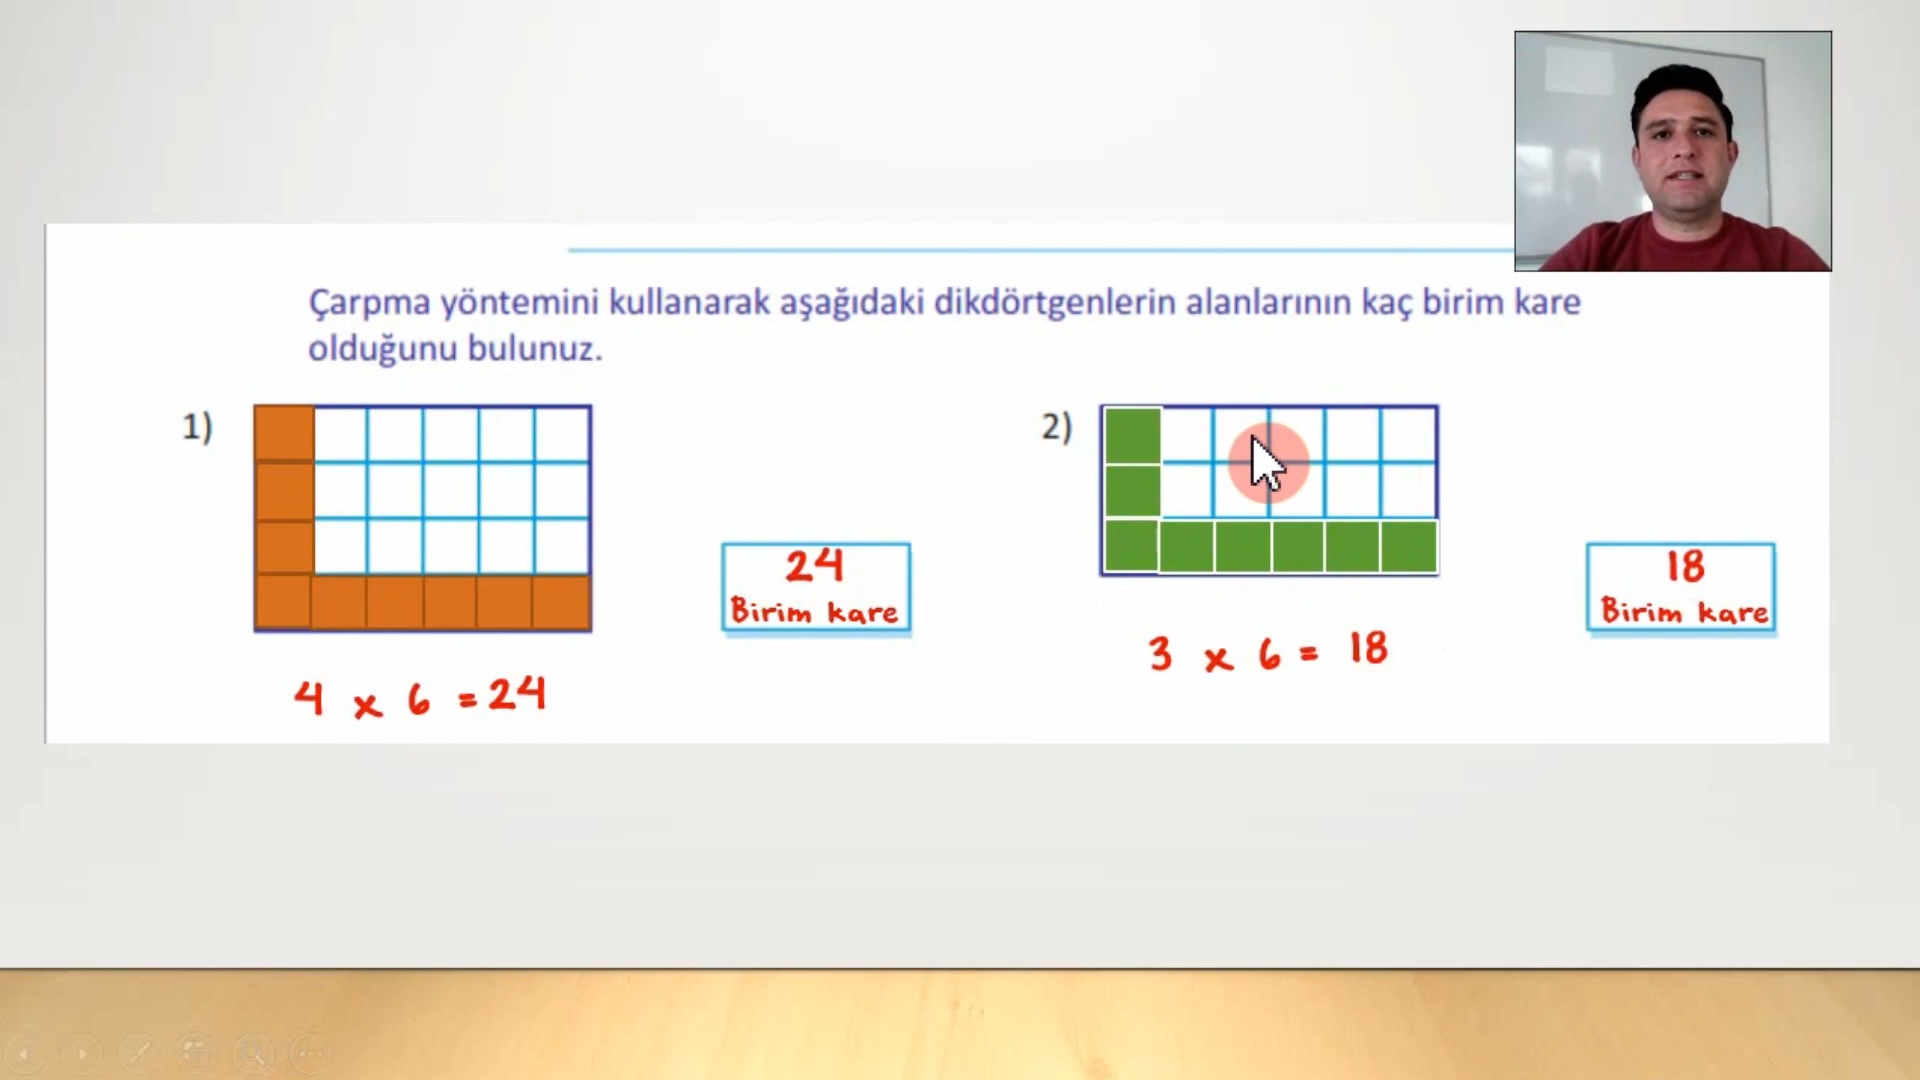 Çarpma yöntemini kullanarak aşağıdaki dikdörtgenlerin alanlarının kaç birim kare
olduğunu bulunuz.
1)
24
Birim kare
4 x 6 = 24
2)
18
Birim kare
3 x 6 = 18